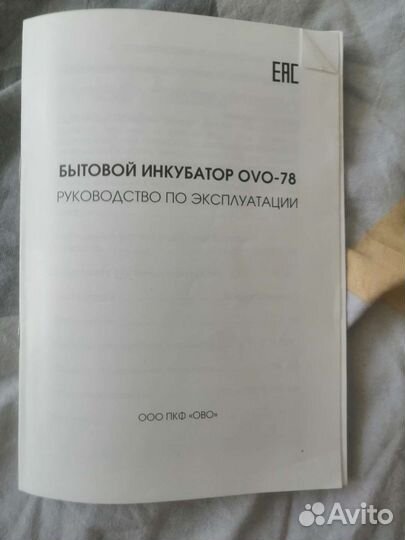 EAC
БЫТОВОЙ ИНКУБАТОР OVO-78
РУКОВОДСТВО ПО ЭКСПЛУАТАЦИИ
ООО ПКФ «ОВО»
Avito